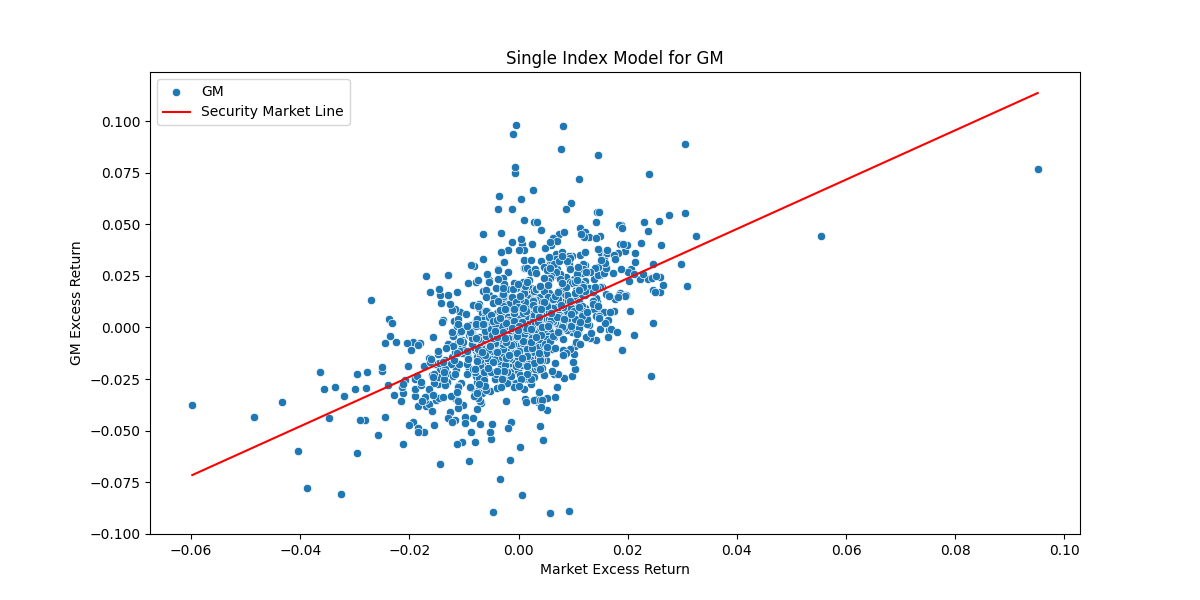 Single Index Model for GM
GM
Security Market Line
0.100
0.075
0.050
0.025
0.000
−0.025
−0.050
−0.075
−0.100
GM Excess Return
−0.06 −0.04 −0.02 0.00 0.02 0.04 0.06 0.08 0.10
Market Excess Return